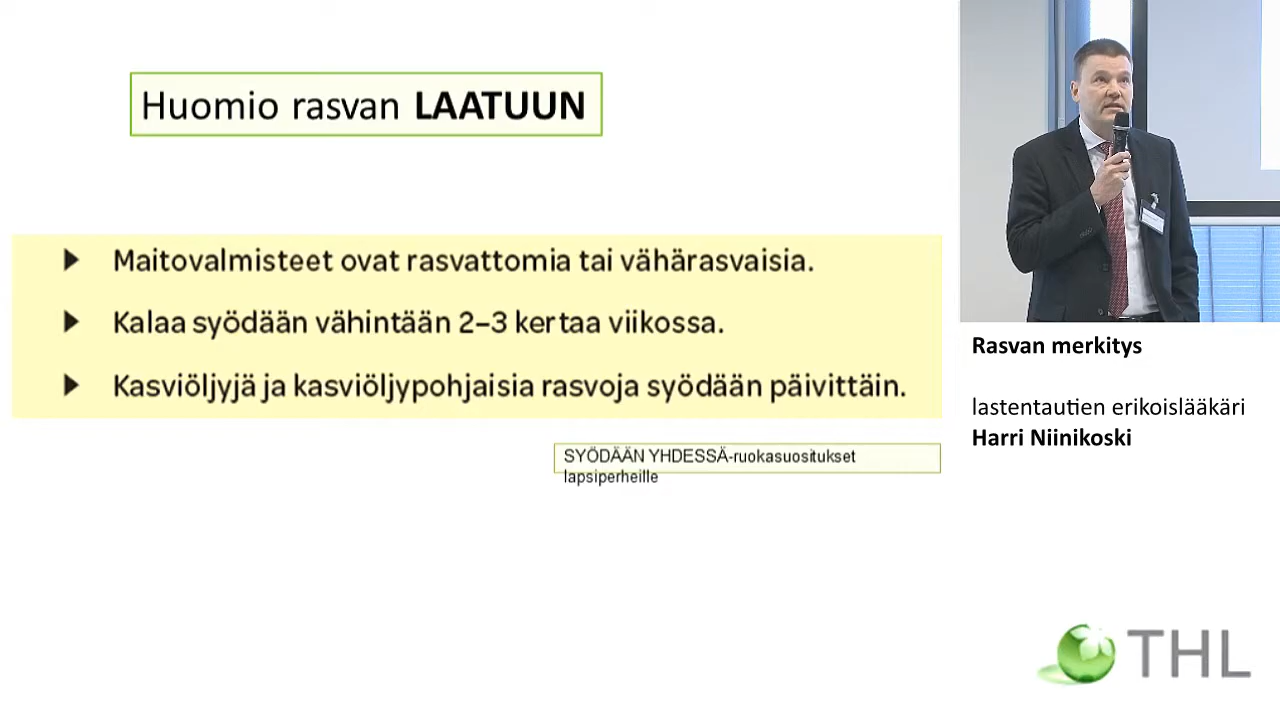 Huomio rasvan LAATUUN
Maitovalmisteet ovat rasvattomia tai vähärasvaisia.
Kalaa syödään vähintään 2–3 kertaa viikossa.
Kasviöljyjä ja kasviöljypohjaisia rasvoja syödään päivittäin.
SYÖDÄÄN YHDESSÄ-ruokasuositukset
lapsiperheille
Rasvan merkitys
lastentautien erikoislääkäri
Harri Niinikoski
THL